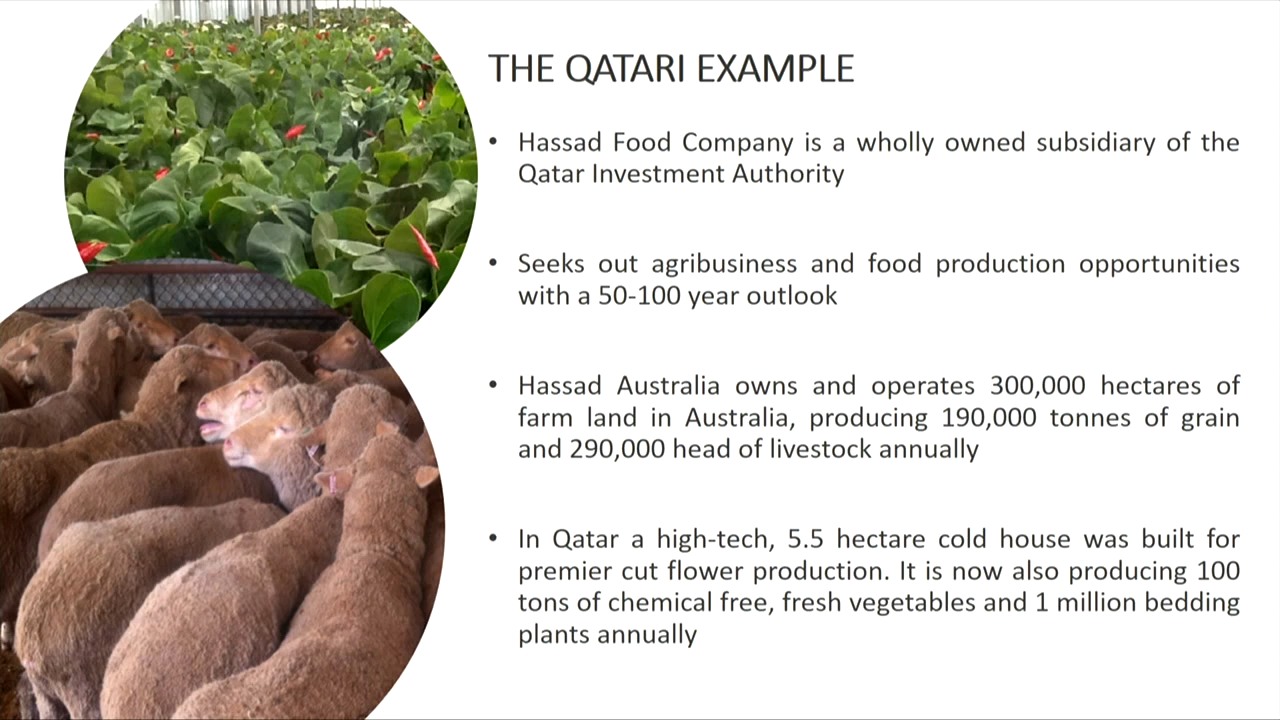 THE QATARI EXAMPLE
• Hassad Food Company is a wholly owned subsidiary of the
Qatar Investment Authority
• Seeks out agribusiness and food production opportunities
with a 50-100 year outlook
• Hassad Australia owns and operates 300,000 hectares of
farm land in Australia, producing 190,000 tonnes of grain
and 290,000 head of livestock annually
• In Qatar a high-tech, 5.5 hectare cold house was built for
premier cut flower production. It is now also producing 100
tons of chemical free, fresh vegetables and 1 million bedding
plants annually